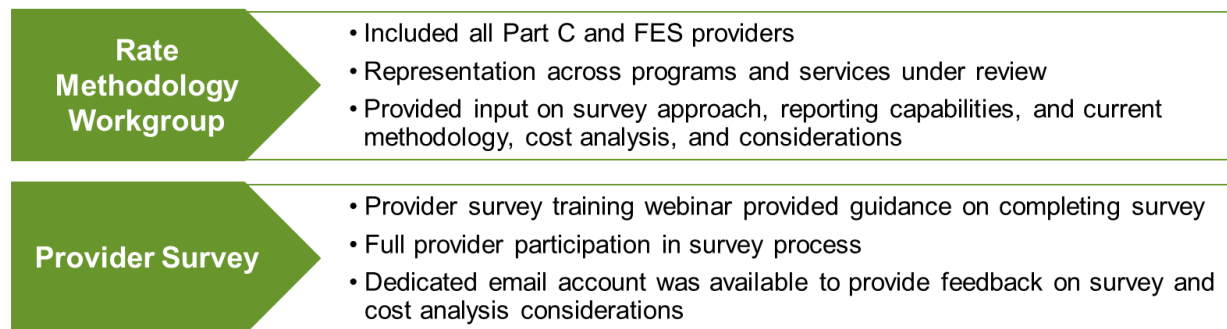 Rate
Methodology
Workgroup
• Included all Part C and FES providers
• Representation across programs and services under review
• Provided input on survey approach, reporting capabilities, and current
methodology, cost analysis, and considerations
Provider Survey
• Provider survey training webinar provided guidance on completing survey
• Full provider participation in survey process
• Dedicated email account was available to provide feedback on survey and
cost analysis considerations